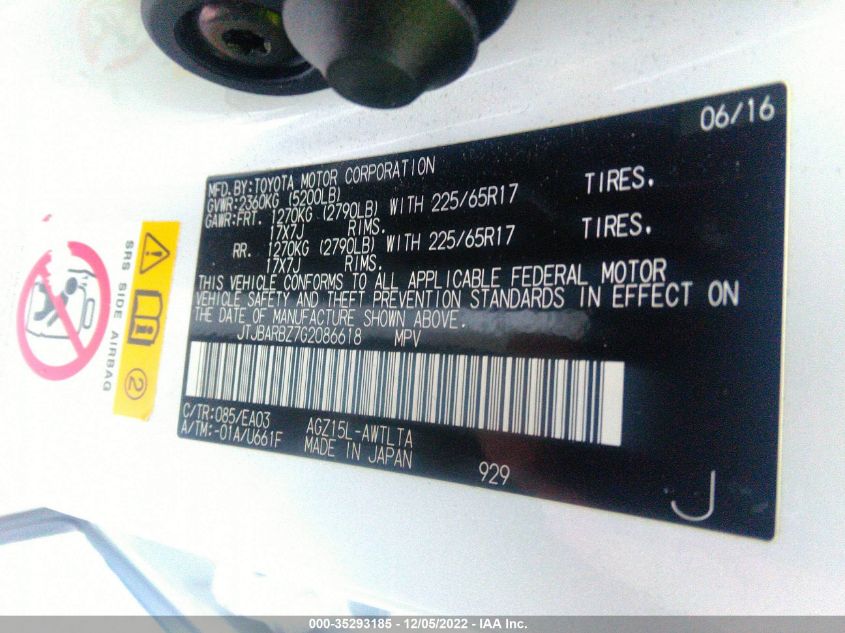 06/16
MFD. BY:TOYOTA MOTOR CORPORATION
GVWR:2360KG (5200LB)
GAWR:FRT. 1270KG (2790LB) WITH 225/65R17 TIRES.
17X7J RIMS.
RR. 1270KG (2790LB) WITH 225/65R17 TIRES.
17X7J RIMS.
THIS VEHICLE CONFORMS TO ALL APPLICABLE FEDERAL MOTOR
VEHICLE SAFETY AND THEFT PREVENTION STANDARDS IN EFFECT ON
THE DATE OF MANUFACTURE SHOWN ABOVE.
JTJBARBZ7G2086618 MPV
C/TR:085/EA03 AGZ15L-AWTLTA
A/TM:-01A/U661F MADE IN JAPAN
929
J
SRS SIDE AIRBAG
2
000-35293185 - 12/05/2022 - IAA Inc.